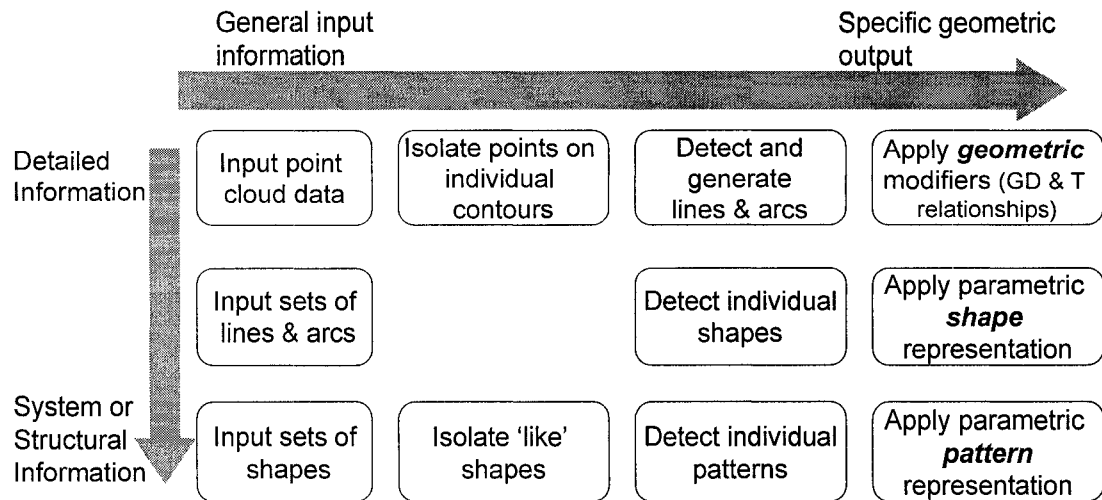 General input
information
Specific geometric
output
Detailed
Information
Input point
cloud data
Isolate points on
individual
contours
Detect and
generate
lines & arcs
Apply geometric
modifiers (GD & T
relationships)
Input sets of
lines & arcs
Detect individual
shapes
Apply parametric
shape
representation
System or
Structural
Information
Input sets of
shapes
Isolate 'like'
shapes
Detect individual
patterns
Apply parametric
pattern
representation